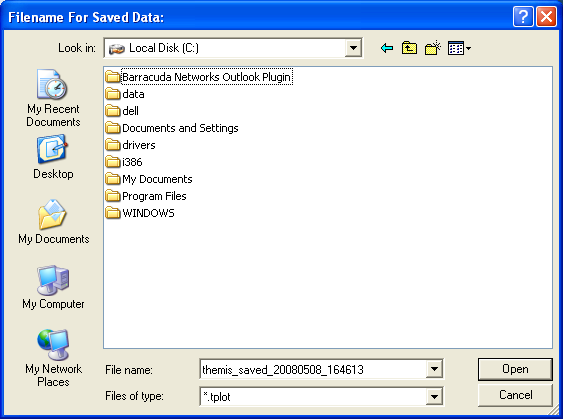 Filename For Saved Data:
Look in:
Local Disk (C:)
My Recent
Documents
Desktop
My Documents
My Computer
My Network
Places
Barracuda Networks Outlook Plugin
data
dell
Documents and Settings
drivers
i386
My Documents
Program Files
WINDOWS
File name:
themis_saved_20080508_164613
Open
Files of type:
*.tplot
Cancel